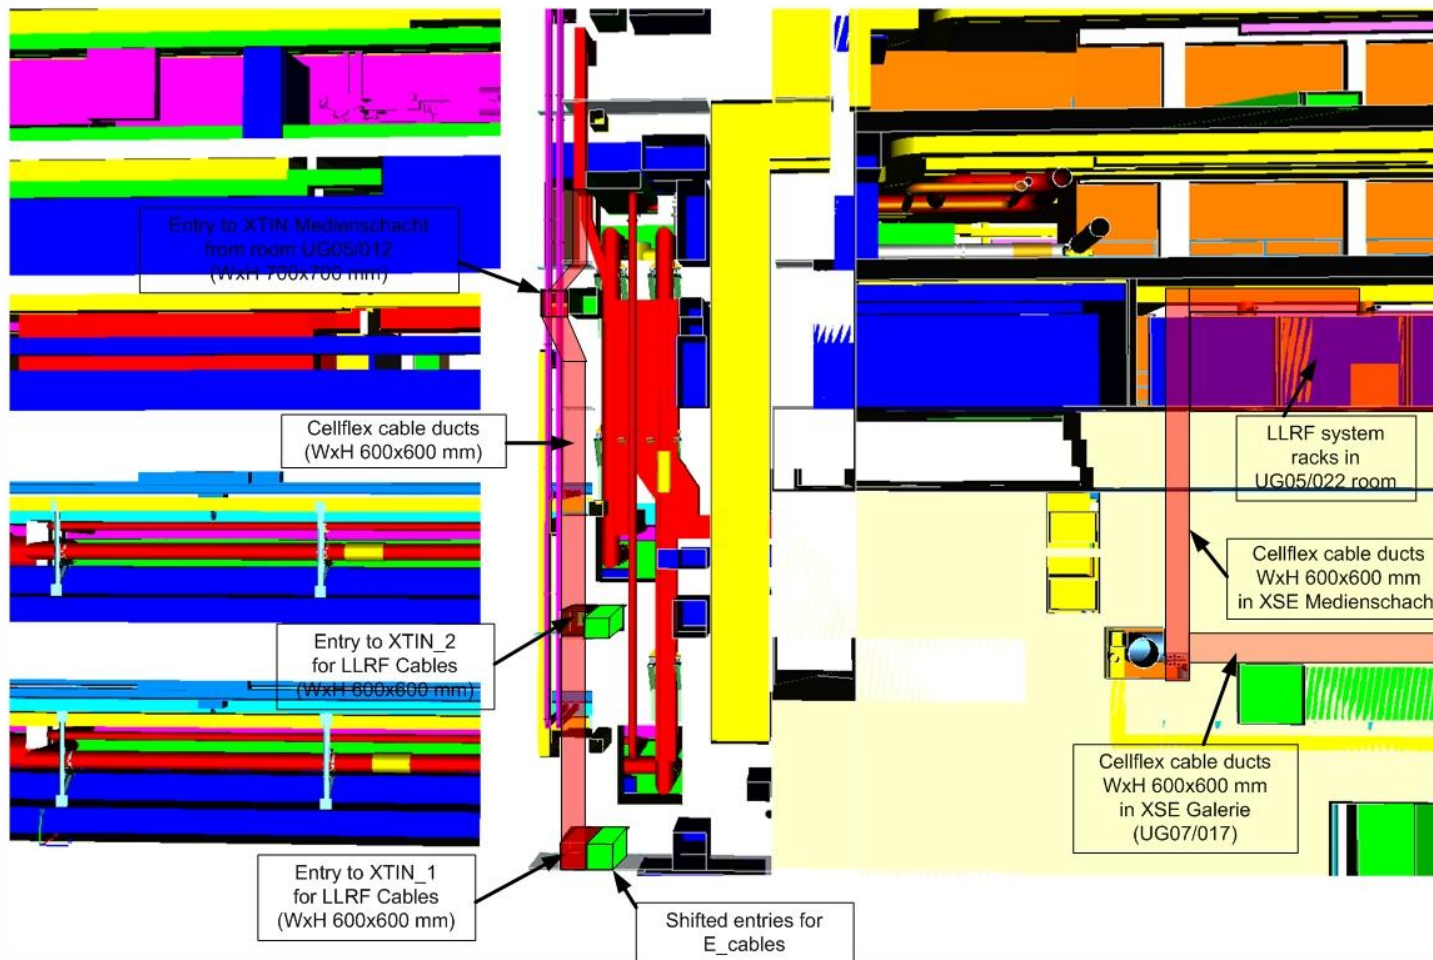 Entry to XTIN Medienschacht
from room UG05/012
(WxH 700x700 mm)
Cellflex cable ducts
(WxH 600x600 mm)
Entry to XTIN_2
for LLRF Cables
(WxH 600x600 mm)
Entry to XTIN_1
for LLRF Cables
(WxH 600x600 mm)
Shifted entries for
E_cables
LLRF system
racks in
UG05/022 room
Cellflex cable ducts
WxH 600x600 mm
in XSE Medienschach
Cellflex cable ducts
WxH 600x600 mm
in XSE Galerie
(UG07/017)